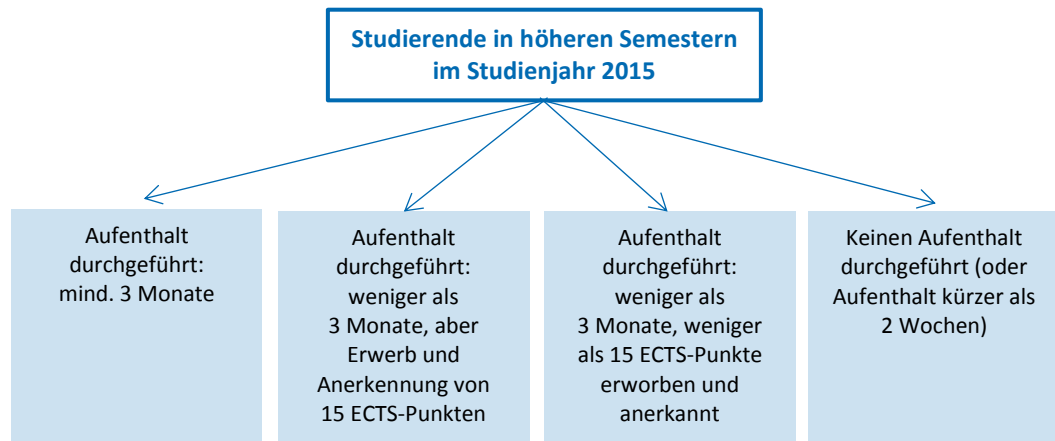 Studierende in höheren Semestern
im Studienjahr 2015
Aufenthalt
durchgeführt:
mind. 3 Monate
Aufenthalt
durchgeführt:
weniger als
3 Monate, aber
Erwerb und
Anerkennung von
15 ECTS-Punkten
Aufenthalt
durchgeführt:
weniger als
3 Monate, weniger
als 15 ECTS-Punkte
erworben und
anerkannt
Keinen Aufenthalt
durchgeführt (oder
Aufenthalt kürzer als
2 Wochen)